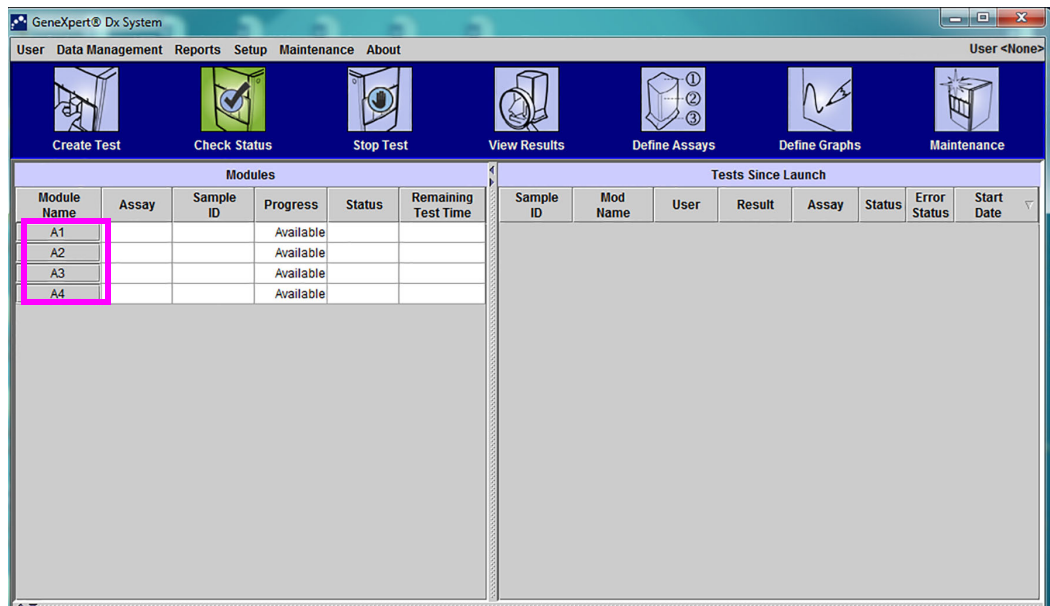 GeneXpert® Dx System
User Data Management Reports Setup Maintenance About User <None>
Create Test Check Status Stop Test View Results Define Assays Define Graphs Maintenance
①
②
③
Modules
Module Name Assay Sample ID Progress Status Remaining Test Time
A1 Available
A2 Available
A3 Available
A4 Available
Tests Since Launch
Sample ID Mod Name User Result Assay Status Error Status Start Date